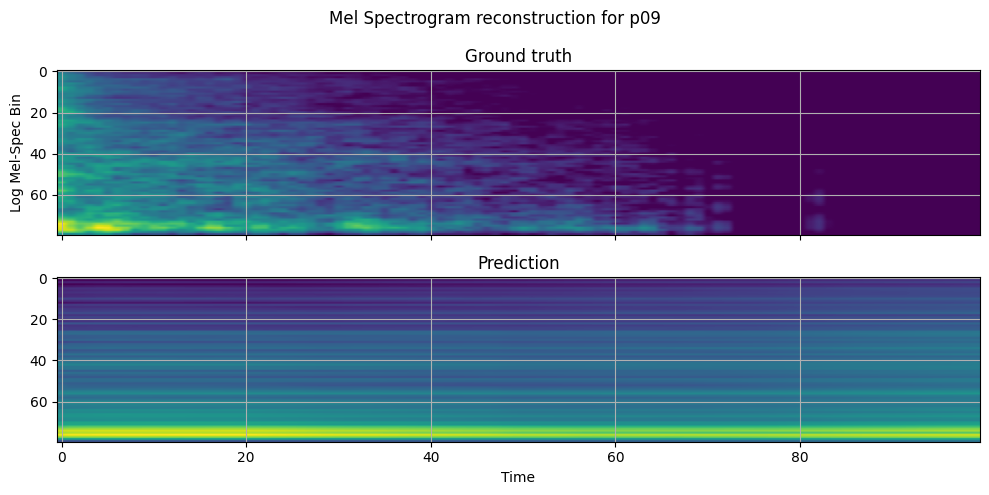 Mel Spectrogram reconstruction for p09
Ground truth
Log Mel-Spec Bin
0
20
40
60
Prediction
0
20
40
60
0 20 40 60 80
Time